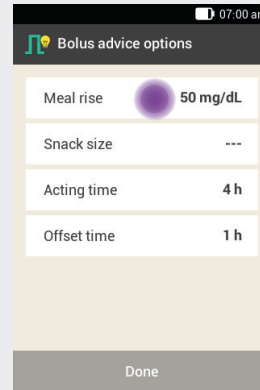 07:00 am
Bolus advice options
Meal rise 50 mg/dL
Snack size ---
Acting time 4 h
Offset time 1 h
Done